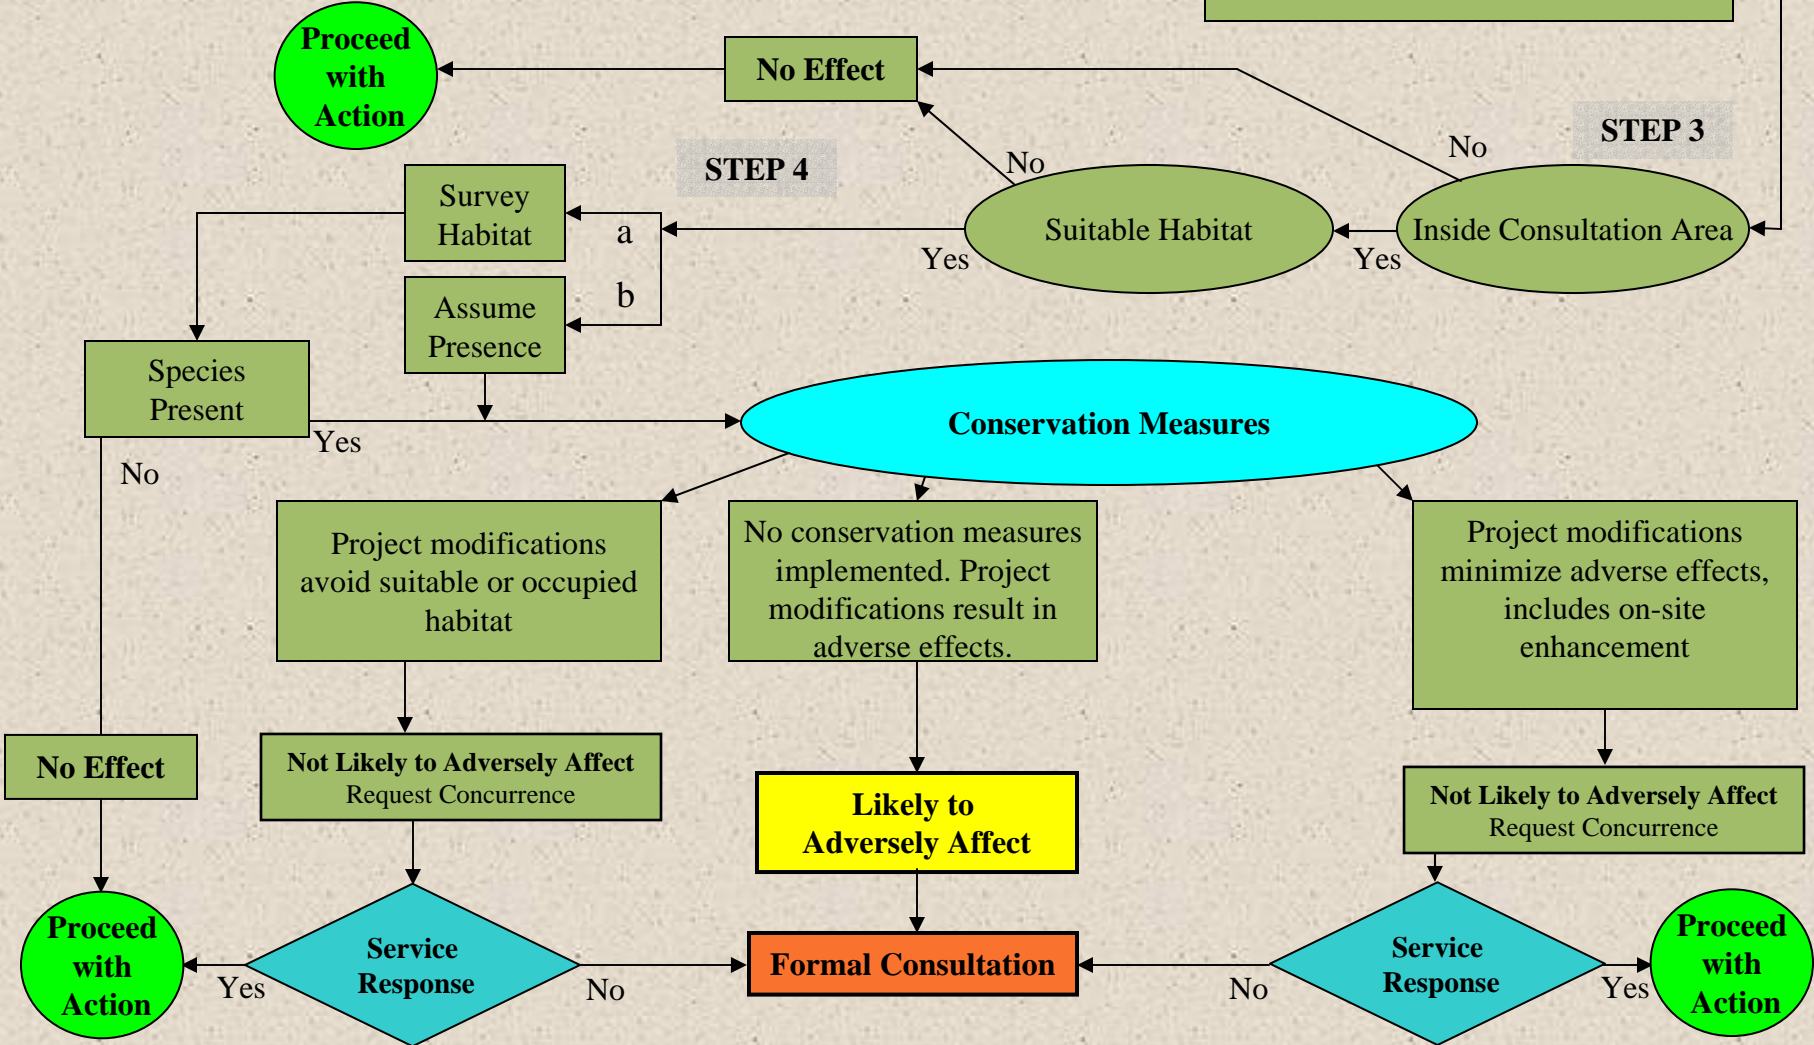 Proceed
with
Action
No Effect
STEP 3
No
STEP 4
No
Survey
Habitat
a
Suitable Habitat
Inside Consultation Area
Yes
Yes
b
Assume
Presence
Species
Present
Yes
No
Conservation Measures
Project modifications
avoid suitable or occupied
habitat
No conservation measures
implemented. Project
modifications result in
adverse effects.
Project modifications
minimize adverse effects,
includes on-site
enhancement
No Effect
Not Likely to Adversely Affect
Request Concurrence
Likely to
Adversely Affect
Not Likely to Adversely Affect
Request Concurrence
Proceed
with
Action
Yes
Service
Response
No
Formal Consultation
No
Service
Response
Yes
Proceed
with
Action